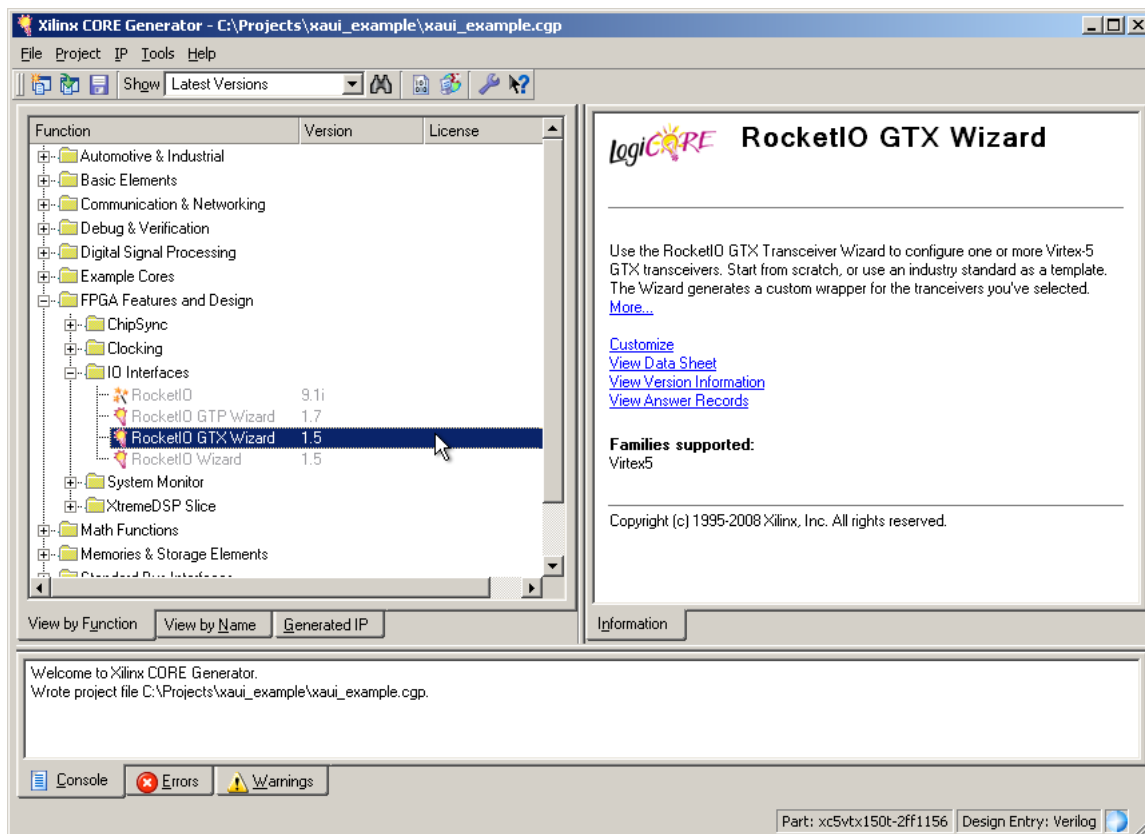 Xilinx CORE Generator - C:\Projects\xaui_example\xaui_example.cgp
File Project IP Tools Help
Show Latest Versions
Function Version License
Automotive & Industrial
Basic Elements
Communication & Networking
Debug & Verification
Digital Signal Processing
Example Cores
FPGA Features and Design
ChipSync
Clocking
IO Interfaces
RocketIO 9.1i
RocketIO GTP Wizard 1.7
RocketIO GTX Wizard 1.5
RocketIO Wizard 1.5
System Monitor
XtremeDSP Slice
Math Functions
Memories & Storage Elements
Standard Bus Interfaces
View by Function View by Name Generated IP
logiCORE RocketIO GTX Wizard
Use the RocketIO GTX Transceiver Wizard to configure one or more Virtex-5
GTX transceivers. Start from scratch, or use an industry standard as a template.
The Wizard generates a custom wrapper for the tranceivers you've selected.
More...
Customize
View Data Sheet
View Version Information
View Answer Records
Families supported:
Virtex5
Copyright (c) 1995-2008 Xilinx, Inc. All rights reserved.
Information
Welcome to Xilinx CORE Generator.
Wrote project file C:\Projects\xaui_example\xaui_example.cgp.
Console Errors Warnings
Part: xc5vtx150t-2ff1156 Design Entry: Verilog